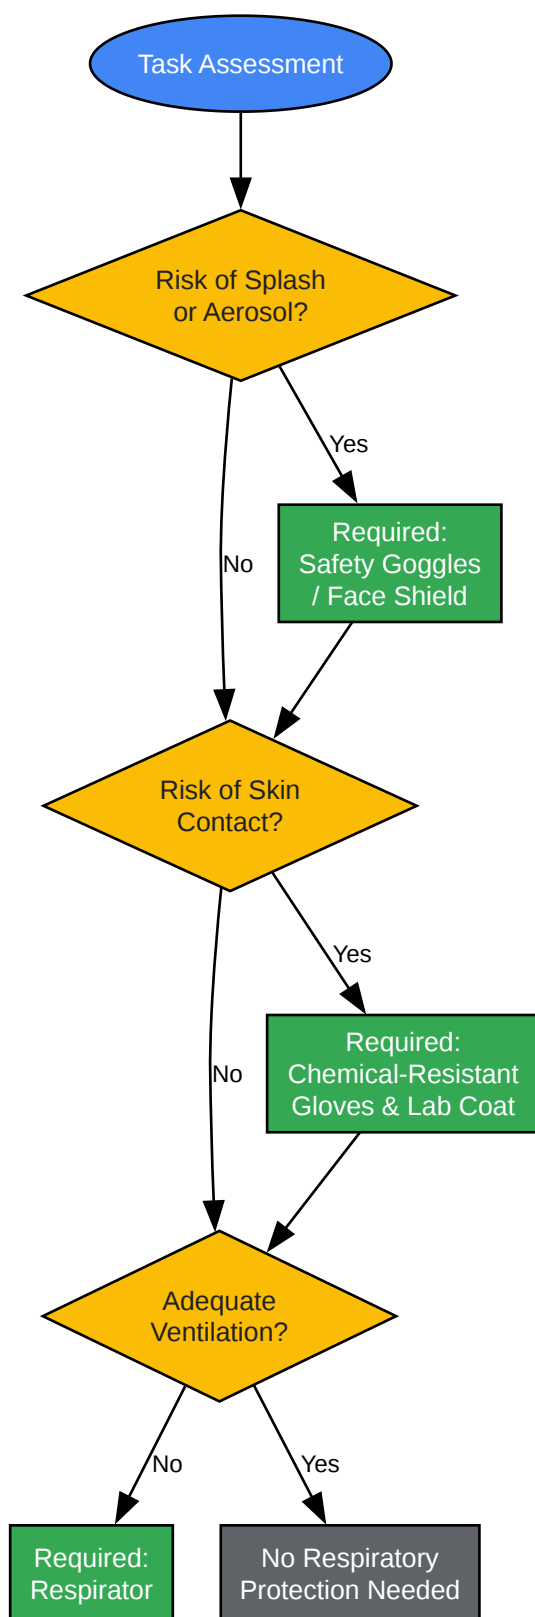 Task Assessment
Risk of Splash
or Aerosol?
Yes
No
Required:
Safety Goggles
/ Face Shield
Risk of Skin
Contact?
Yes
No
Required:
Chemical-Resistant
Gloves & Lab Coat
Adequate
Ventilation?
No
Yes
Required:
Respirator
No Respiratory
Protection Needed